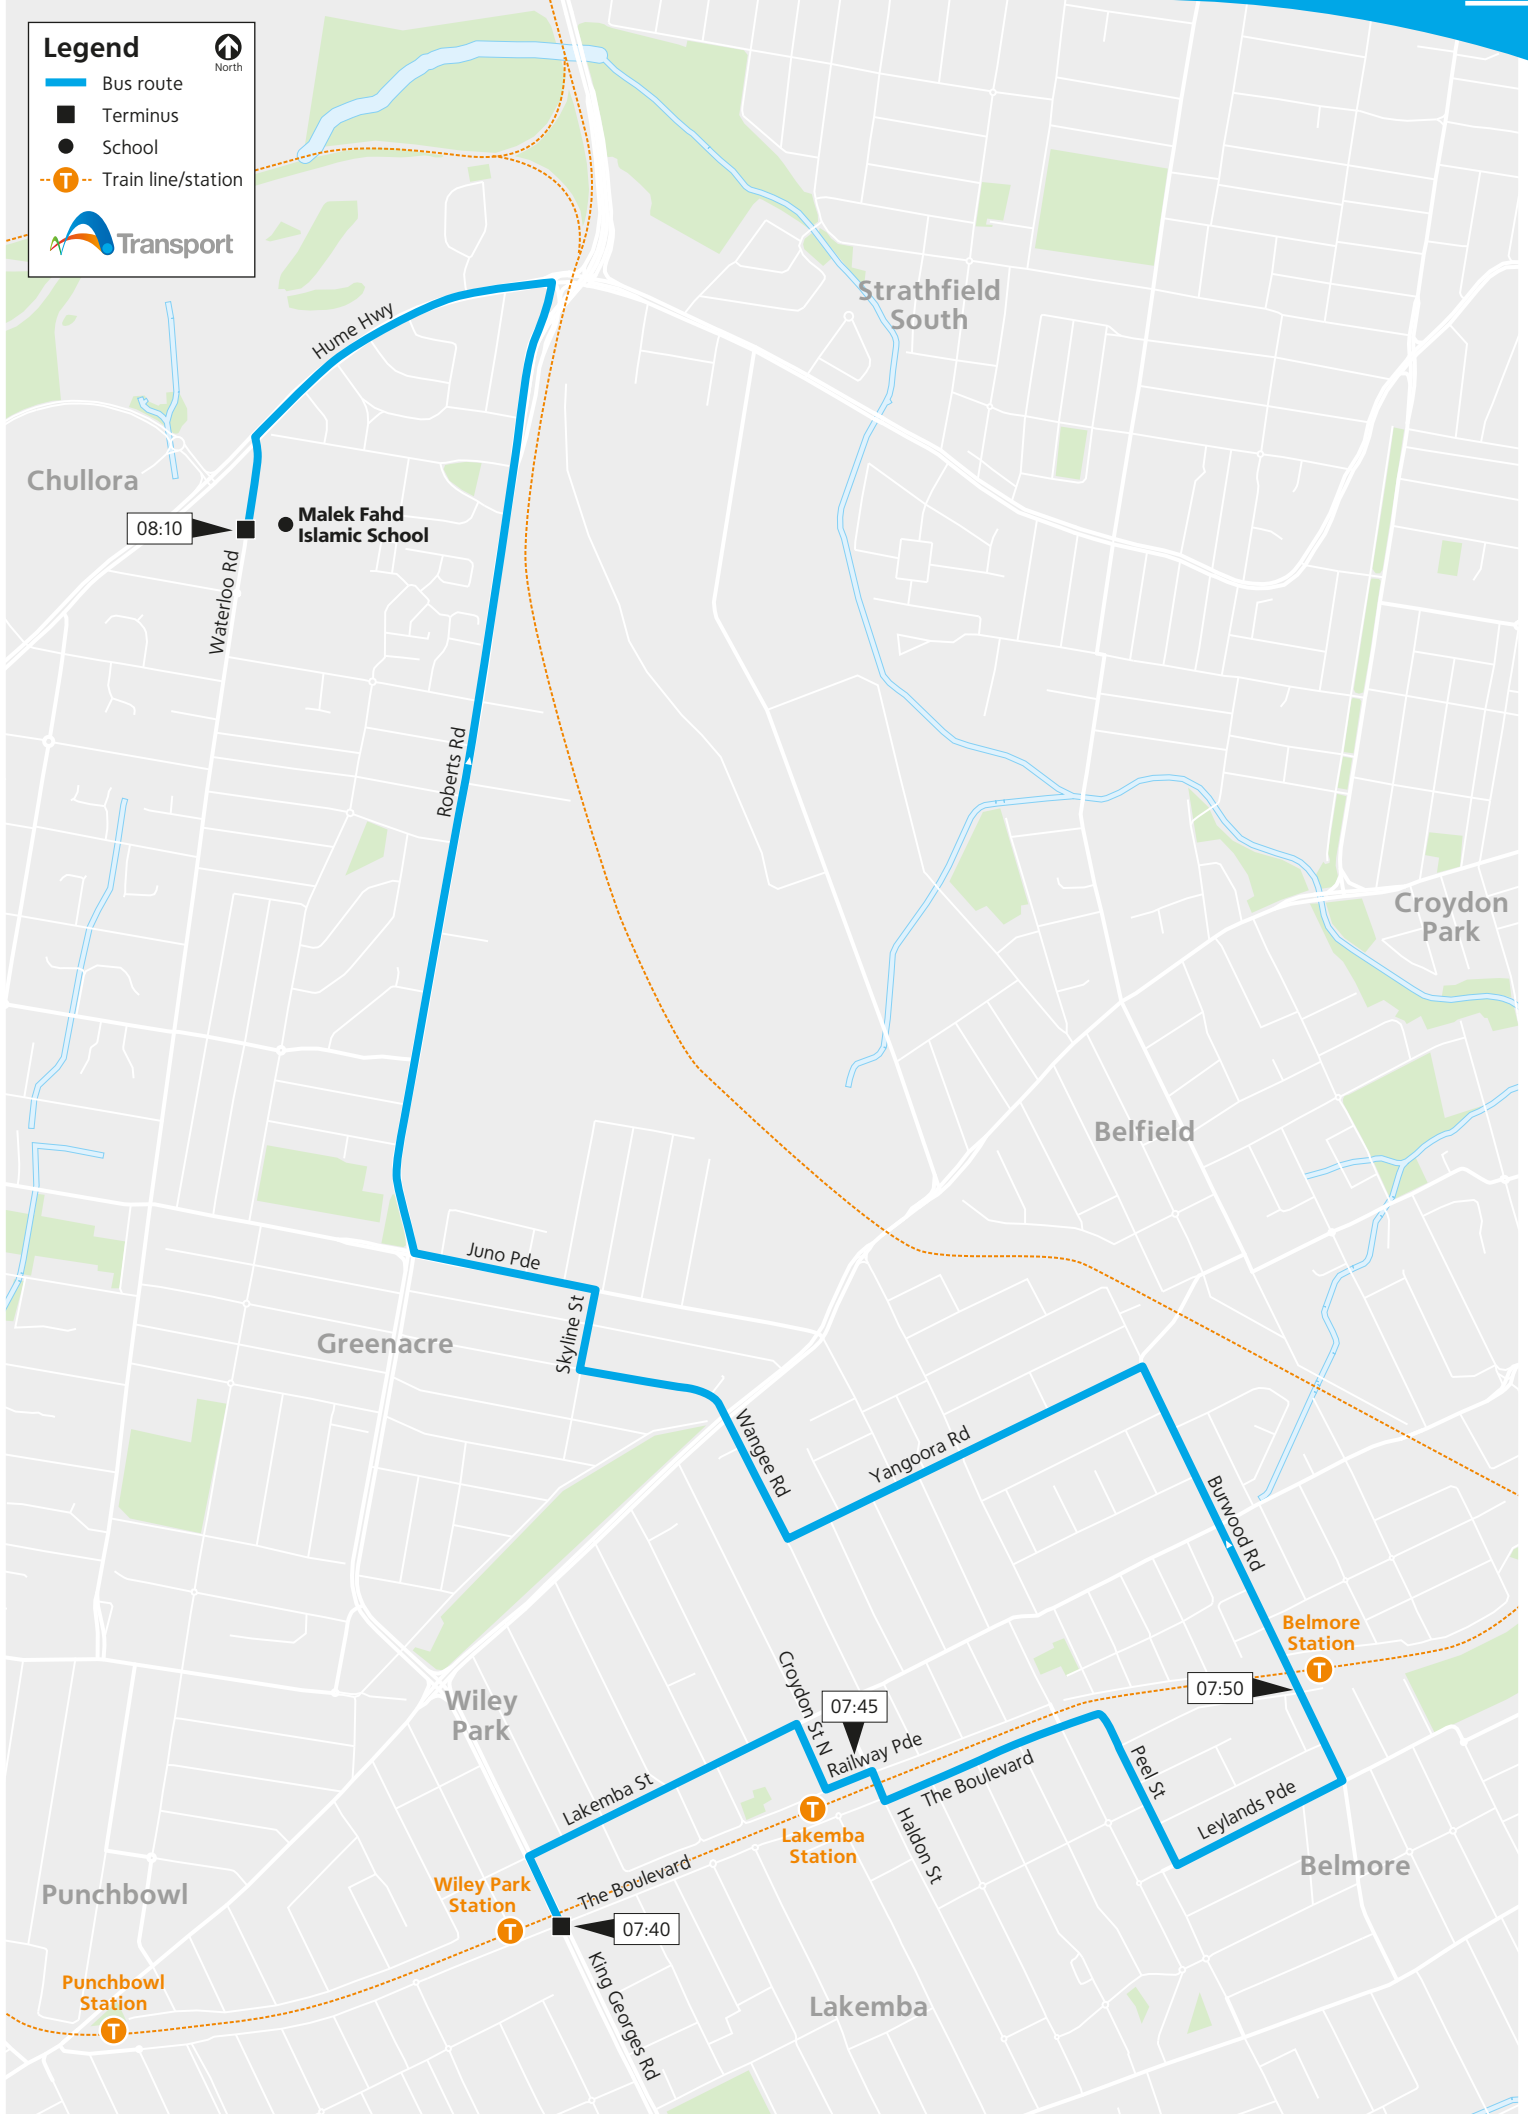 Legend
North
Bus route
Terminus
School
T
Train line/station
Transport
Hume Hwy
Strathfield
South
Chullora
08:10
Malek Fahd
Islamic School
Waterloo Rd
Roberts Rd
Croydon
Park
Belfield
Juno Pde
Skyline St
Greenacre
Wangee Rd
Yangoora Rd
Burwood Rd
Belmore
Station
T
07:50
Wiley
Park
Croydon St N
07:45
Railway Pde
Lakemba St
The Boulevard
Peel St
Leylands Pde
T
Lakemba
Station
Haldon St
Belmore
The Boulevard
Punchbowl
Wiley Park
Station
T
07:40
King Georges Rd
Punchbowl
Station
T
Lakemba